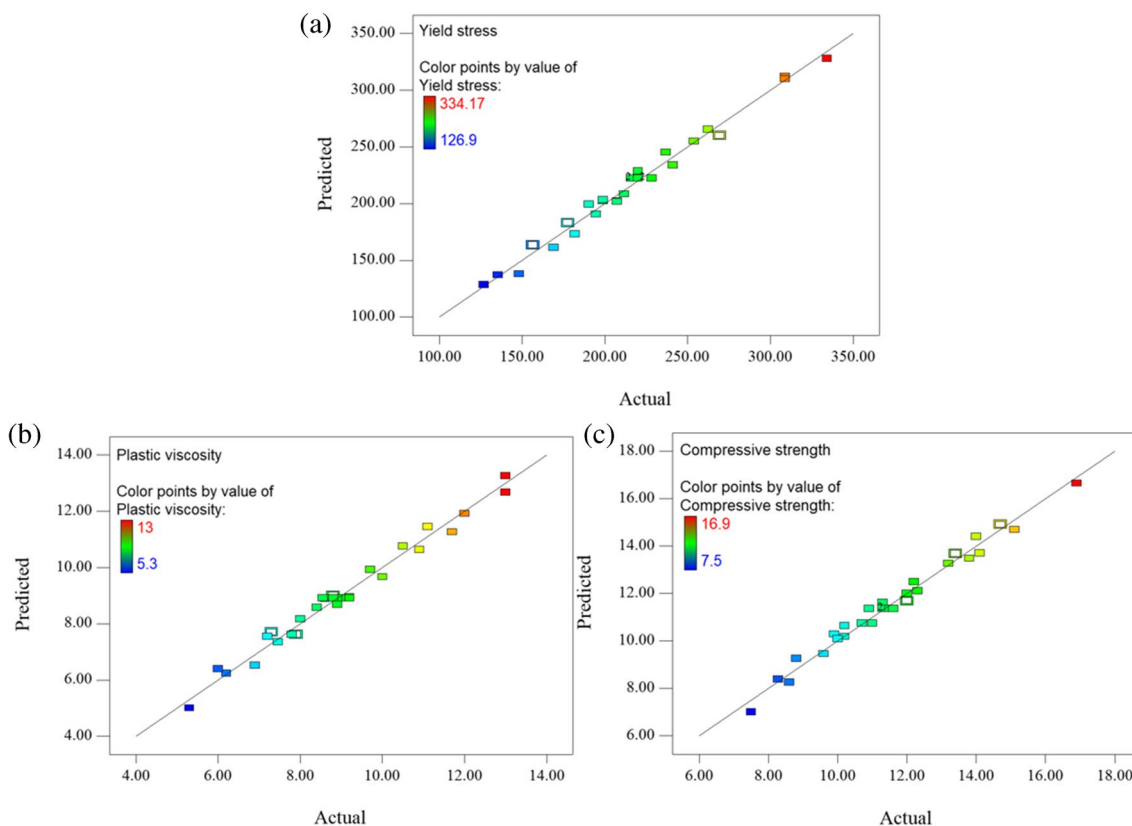 (a)
Yield stress
Color points by value of
Yield stress:
334.17
126.9
350.00
300.00
250.00
200.00
150.00
100.00
Predicted
100.00 150.00 200.00 250.00 300.00 350.00
Actual
(b)
Plastic viscosity
Color points by value of
Plastic viscosity:
13
5.3
14.00
12.00
10.00
8.00
6.00
4.00
Predicted
4.00 6.00 8.00 10.00 12.00 14.00
Actual
(c)
Compressive strength
Color points by value of
Compressive strength:
16.9
7.5
18.00
16.00
14.00
12.00
10.00
8.00
6.00
Predicted
6.00 8.00 10.00 12.00 14.00 16.00 18.00
Actual